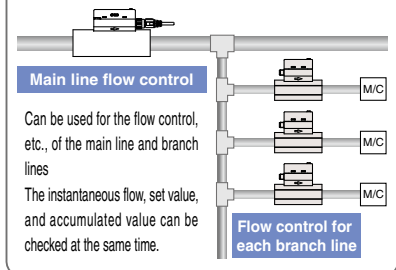 Main line flow control
Can be used for the flow control,
etc., of the main line and branch
lines
The instantaneous flow, set value,
and accumulated value can be
checked at the same time.
M/C
M/C
M/C
Flow control for
each branch line